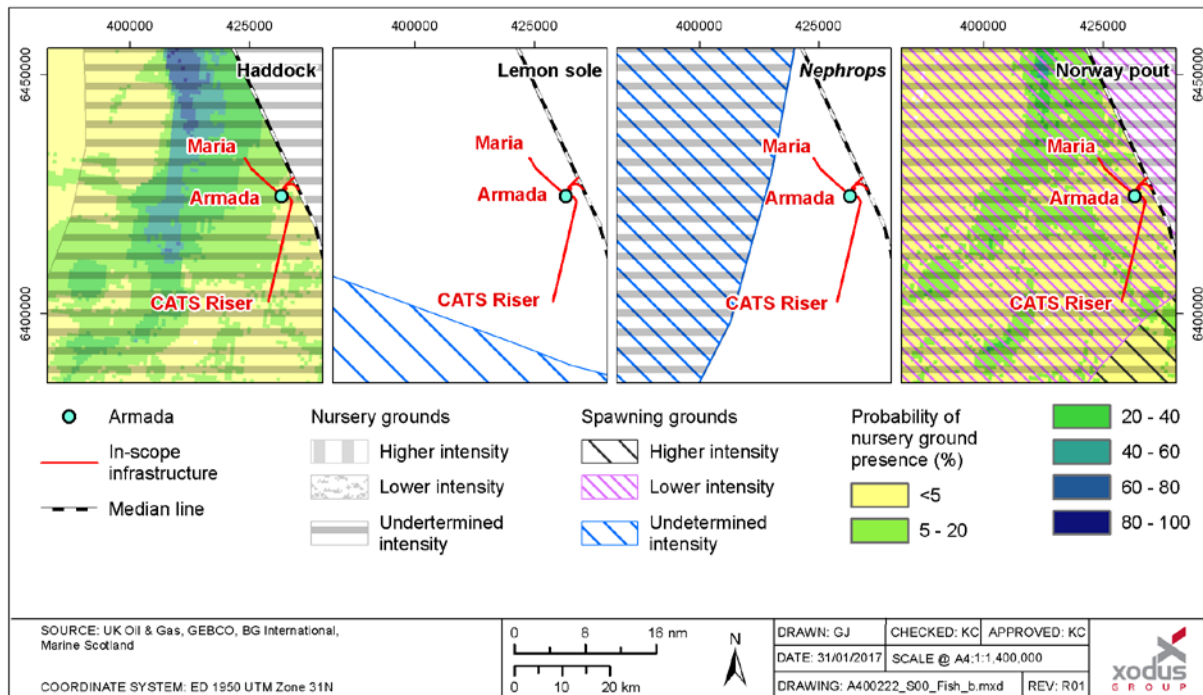 400000 425000 400000 425000 400000 425000 400000 425000
6450000 6450000
6400000 6400000
Haddock
Maria
Armada
CATS Riser
Lemon sole
Maria
Armada
CATS Riser
Nephrops
Maria
Armada
CATS Riser
Norway pout
Maria
Armada
CATS Riser
Armada
In-scope
infrastructure
Median line
Nursery grounds
Higher intensity
Lower intensity
Undertermined
intensity
Spawning grounds
Higher intensity
Lower intensity
Undetermined
intensity
Probability of
nursery ground
presence (%)
<5
5 - 20
20 - 40
40 - 60
60 - 80
80 - 100
SOURCE: UK Oil & Gas, GEBCO, BG International,
Marine Scotland
COORDINATE SYSTEM: ED 1950 UTM Zone 31N
0 8 16 nm
0 10 20 km
N
DRAWN: GJ CHECKED: KC APPROVED: KC
DATE: 31/01/2017 SCALE @ A4:1:1,400,000
DRAWING: A400222_S00_Fish_b.mxd REV: R01
xodus
GROUP